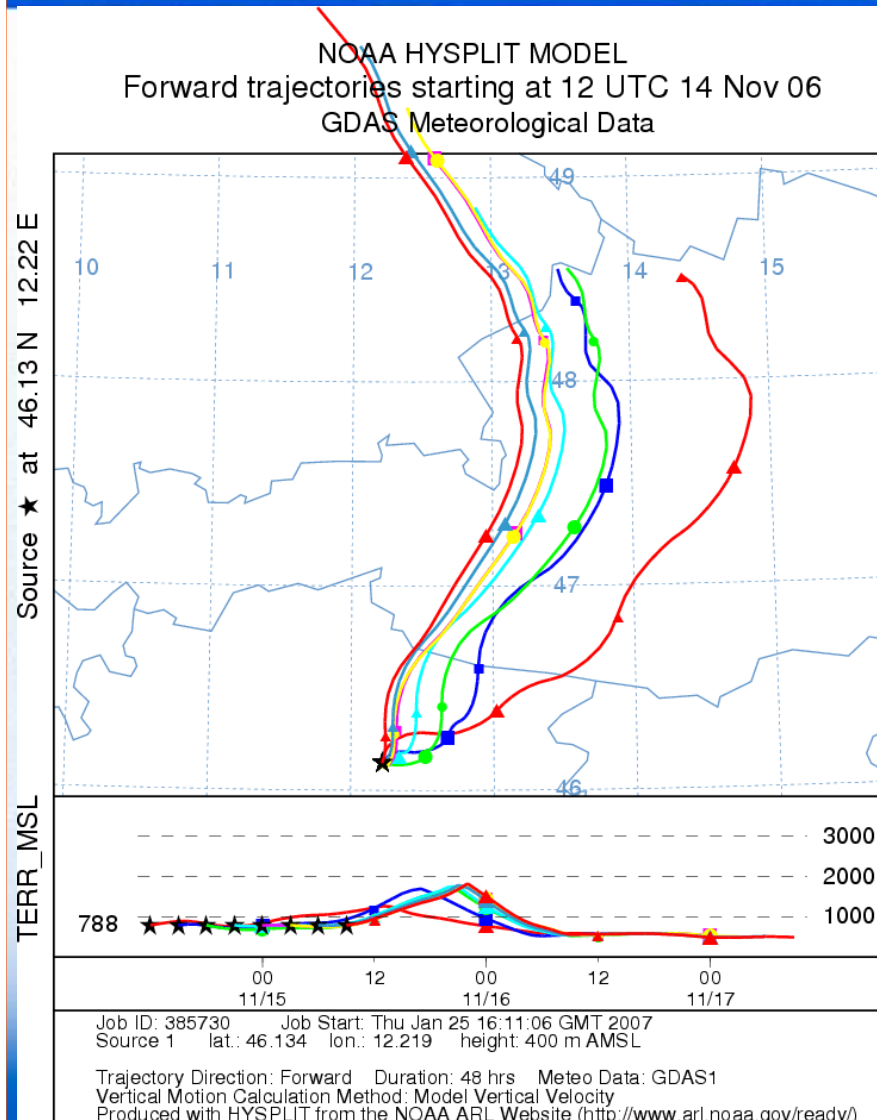 NOAA HYSPLIT MODEL
Forward trajectories starting at 12 UTC 14 Nov 06
GDAS Meteorological Data
Source ★ at 46.13 N 12.22 E
49
10 11 12 13 14 15
48
47
46
TERR_MSL
3000
2000
1000
788
00 12 00 12 00
11/15 11/16 11/17
Job ID: 385730 Job Start: Thu Jan 25 16:11:06 GMT 2007
Source 1 lat.: 46.134 lon.: 12.219 height: 400 m AMSL
Trajectory Direction: Forward Duration: 48 hrs Meteo Data: GDAS1
Vertical Motion Calculation Method: Model Vertical Velocity
Produced with HYSPLIT from the NOAA ARL Website (http://www.arl.noaa.gov/ready/)